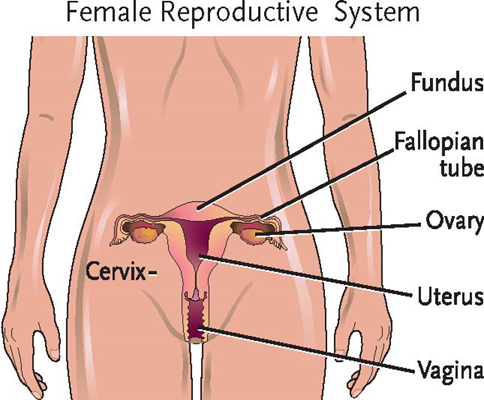 Female Reproductive System
Fundus
Fallopian
tube
Ovary
Cervix-
Uterus
Vagina